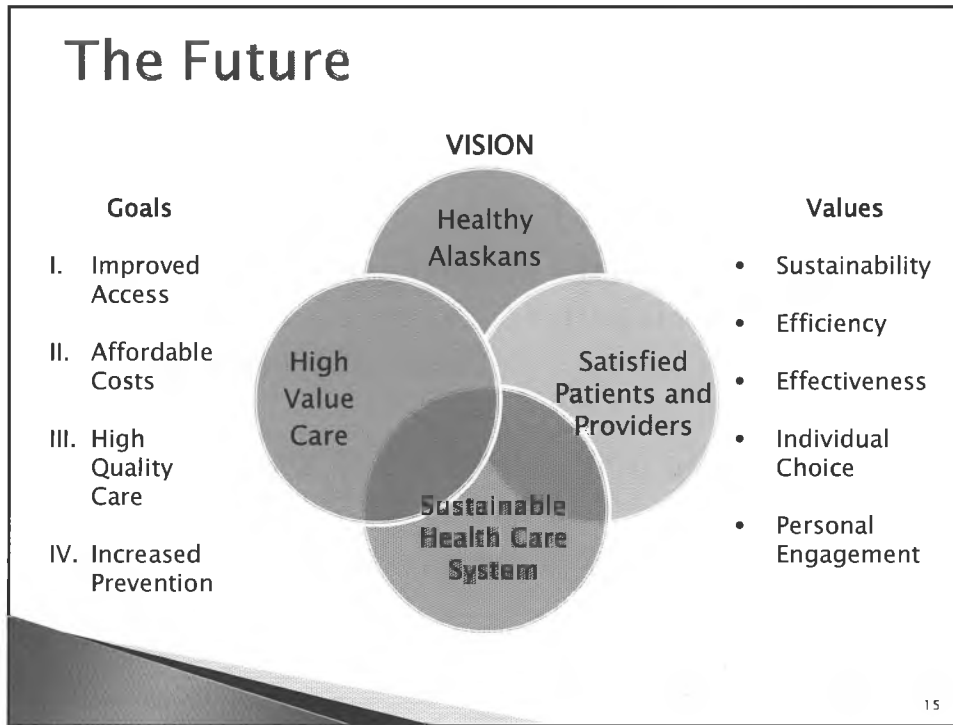 The Future
VISION
Goals
I. Improved
Access
II. Affordable
Costs
III. High
Quality
Care
IV. Increased
Prevention
Healthy
Alaskans
High
Value
Care
Satisfied
Patients and
Providers
Sustainable
Health Care
System
Values
• Sustainability
• Efficiency
• Effectiveness
• Individual
Choice
• Personal
Engagement
15